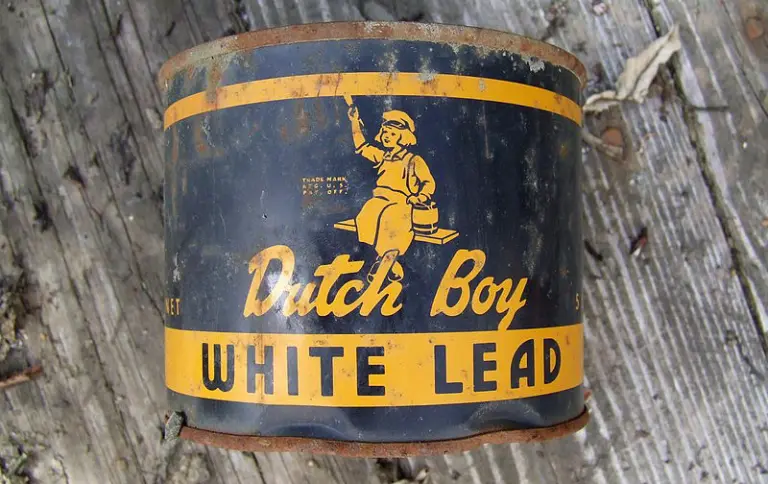 TRADE MARK
REG. U.S.
PAT. OFF.
Dutch Boy
NET
WHITE LEAD